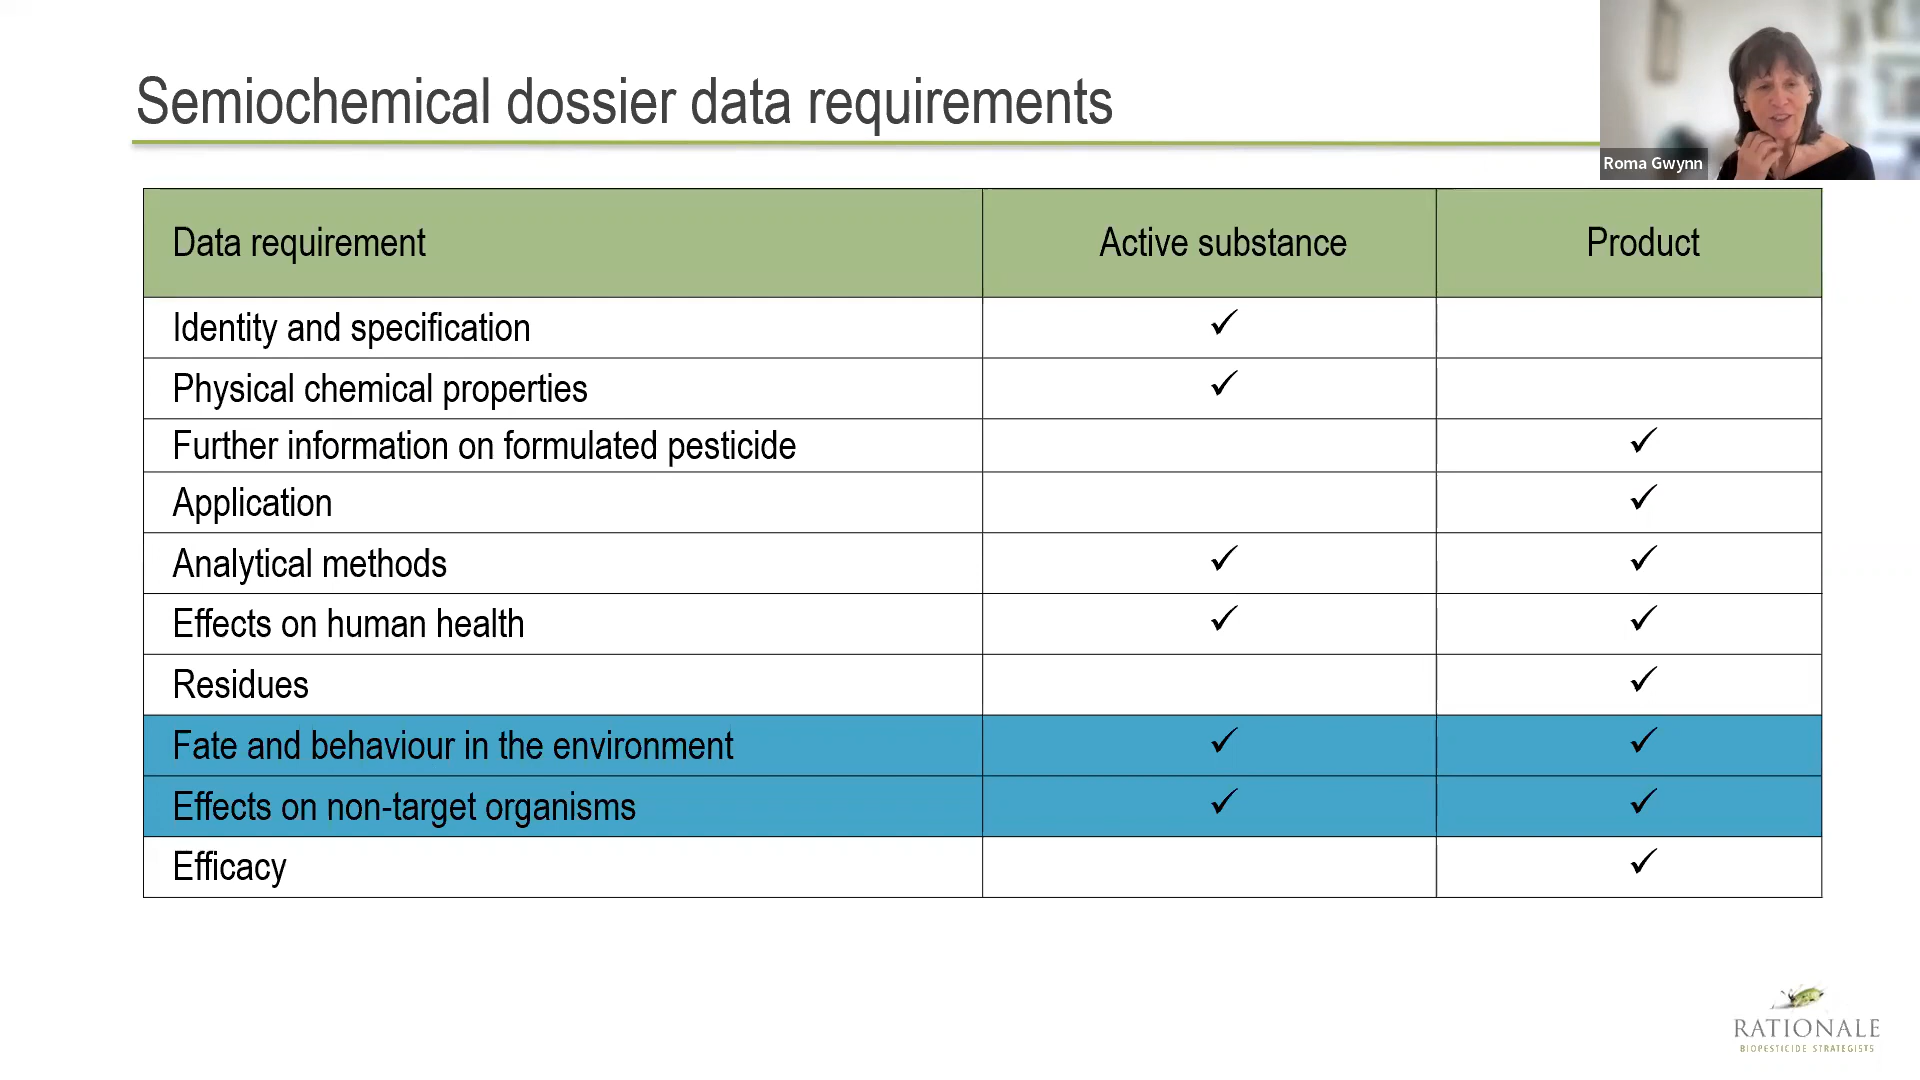 Semiochemical dossier data requirements
Roma Gwynn
Data requirement Active substance Product
Identity and specification ✓
Physical chemical properties ✓
Further information on formulated pesticide ✓
Application ✓
Analytical methods ✓ ✓
Effects on human health ✓ ✓
Residues ✓
Fate and behaviour in the environment ✓ ✓
Effects on non-target organisms ✓ ✓
Efficacy ✓
RATIONALE
BIOPESTICIDE STRATEGISTS